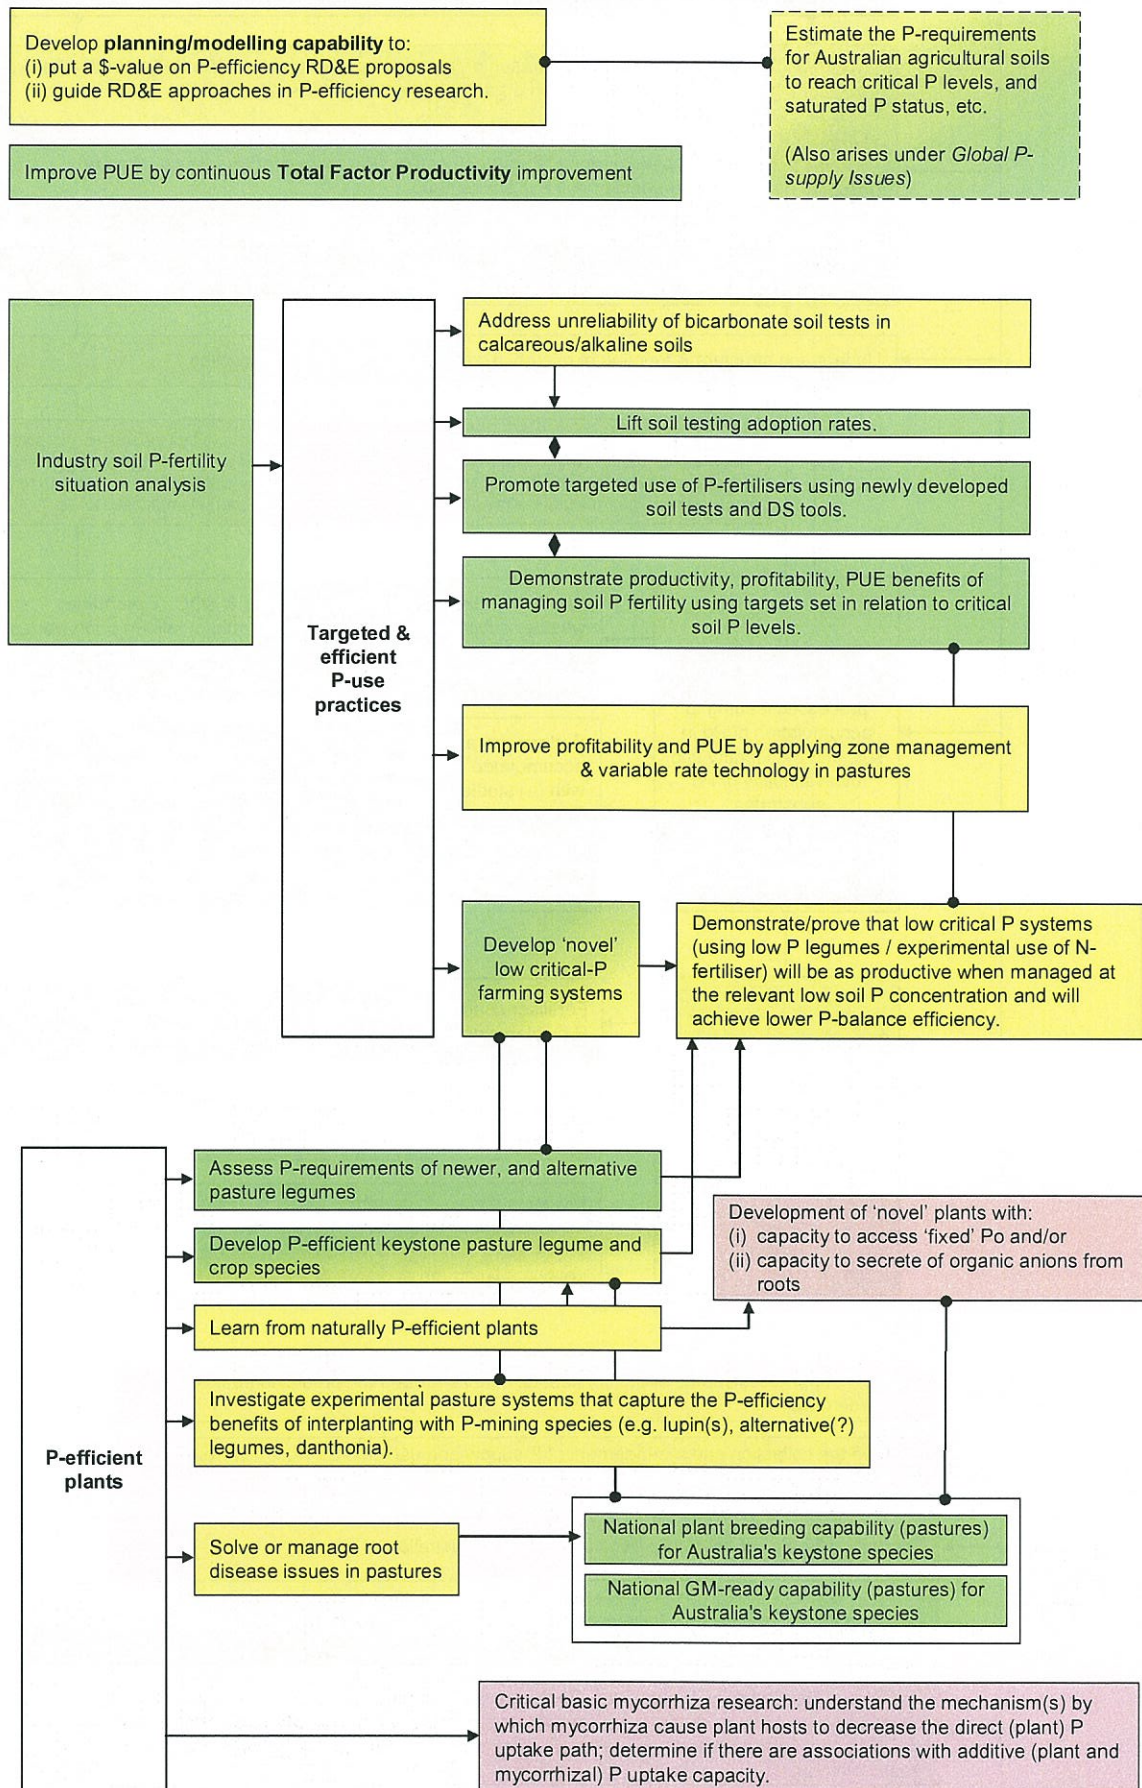 Develop planning/modelling capability to:
(i) put a $-value on P-efficiency RD&E proposals
(ii) guide RD&E approaches in P-efficiency research.
Estimate the P-requirements
for Australian agricultural soils
to reach critical P levels, and
saturated P status, etc.
(Also arises under Global P-
supply Issues)
Improve PUE by continuous Total Factor Productivity improvement
Industry soil P-fertility
situation analysis
Targeted &
efficient
P-use
practices
Address unreliability of bicarbonate soil tests in
calcareous/alkaline soils
Lift soil testing adoption rates.
Promote targeted use of P-fertilisers using newly developed
soil tests and DS tools.
Demonstrate productivity, profitability, PUE benefits of
managing soil P fertility using targets set in relation to critical
soil P levels.
Improve profitability and PUE by applying zone management
& variable rate technology in pastures
Develop ‘novel’
low critical-P
farming systems
Demonstrate/prove that low critical P systems
(using low P legumes / experimental use of N-
fertiliser) will be as productive when managed at
the relevant low soil P concentration and will
achieve lower P-balance efficiency.
P-efficient
plants
Assess P-requirements of newer, and alternative
pasture legumes
Develop P-efficient keystone pasture legume and
crop species
Learn from naturally P-efficient plants
Development of ‘novel’ plants with:
(i) capacity to access ‘fixed’ Po and/or
(ii) capacity to secrete of organic anions from
roots
Investigate experimental pasture systems that capture the P-efficiency
benefits of interplanting with P-mining species (e.g. lupin(s), alternative(?)
legumes, danthonia).
Solve or manage root
disease issues in pastures
National plant breeding capability (pastures)
for Australia's keystone species
National GM-ready capability (pastures) for
Australia's keystone species
Critical basic mycorrhiza research: understand the mechanism(s) by
which mycorrhiza cause plant hosts to decrease the direct (plant) P
uptake path; determine if there are associations with additive (plant and
mycorrhizal) P uptake capacity.